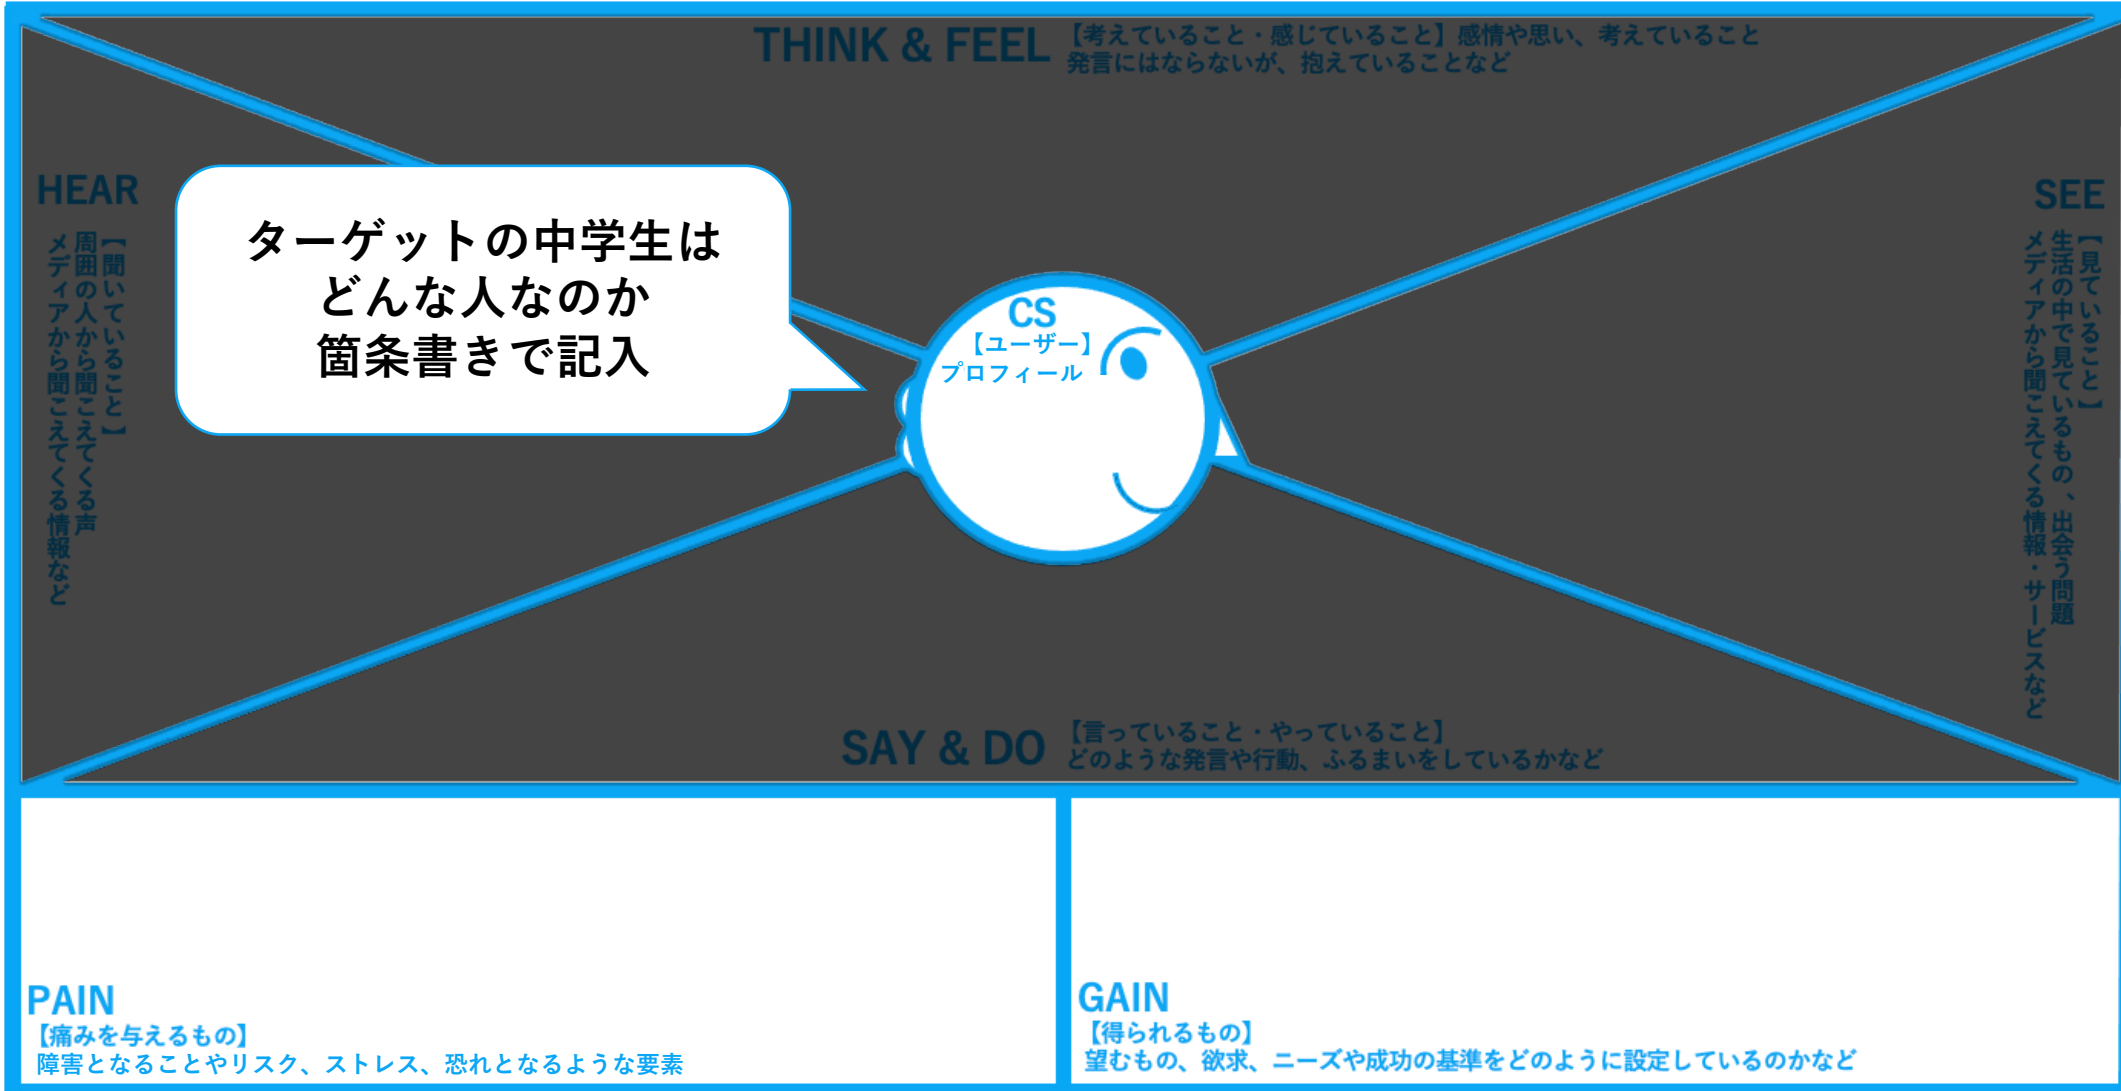 THINK & FEEL
【考えていること・感じていること】感情や思い、考えていること
発言にはならないが、抱えていることなど
HEAR
【聞いていること】
周囲の人から聞こえてくる声
メディアから聞こえてくる情報など
ターゲットの中学生は
どんな人なのか
箇条書きで記入
CS
【ユーザー】
プロフィール
SEE
【見ていること】
生活の中で見ているもの、出会う問題
メディアから聞こえてくる情報・サービスなど
SAY & DO
【言っていること・やっていること】
どのような発言や行動、ふるまいをしているかなど
PAIN
【痛みを与えるもの】
障害となることやリスク、ストレス、恐れとなるような要素
GAIN
【得られるもの】
望むもの、欲求、ニーズや成功の基準をどのように設定しているのかなど